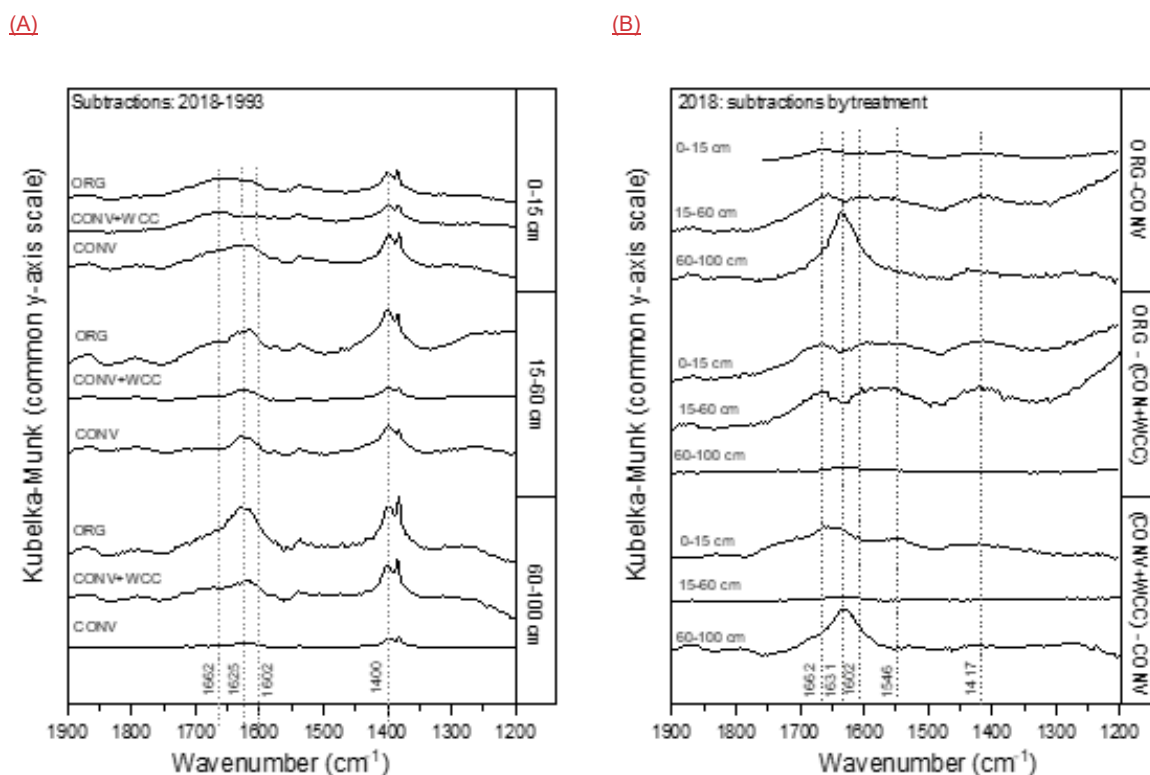 (A)
Subtractions: 2018-1993
Kubelka-Munk (common y-axis scale)
ORG
CONV+WCC
CONV
0-15 cm
ORG
CONV+WCC
CONV
15-60 cm
ORG
CONV+WCC
CONV
60-100 cm
1662
1625
1602
1400
1900 1800 1700 1600 1500 1400 1300 1200
Wavenumber (cm⁻¹)
(B)
2018: subtractions by treatment
Kubelka-Munk (common y-axis scale)
0-15 cm
15-60 cm
60-100 cm
ORG -CONV
0-15 cm
15-60 cm
60-100 cm
ORG - (CON+WCC)
0-15 cm
15-60 cm
60-100 cm
(CONV+WCC) - CONV
1662
1631
1602
1546
1417
1900 1800 1700 1600 1500 1400 1300 1200
Wavenumber (cm⁻¹)